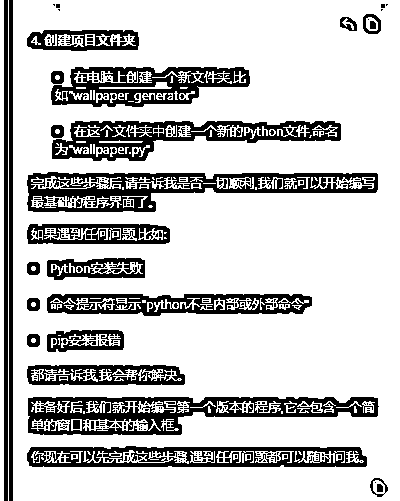 4. 创建项目文件夹
在电脑上创建一个新文件夹,比
如"wallpaper_generator"
在这个文件夹中创建一个新的Python文件,命名
为"wallpaper.py"
完成这些步骤后,请告诉我是否一切顺利,我们就可以开始编写
最基础的程序界面了。
如果遇到任何问题,比如:
Python安装失败
命令提示符显示"python不是内部或外部命令"
pip安装报错
都请告诉我,我会帮你解决。
准备好后,我们就开始编写第一个版本的程序,它会包含一个简
单的窗口和基本的输入框。
你现在可以先完成这些步骤,遇到任何问题都可以随时问我。